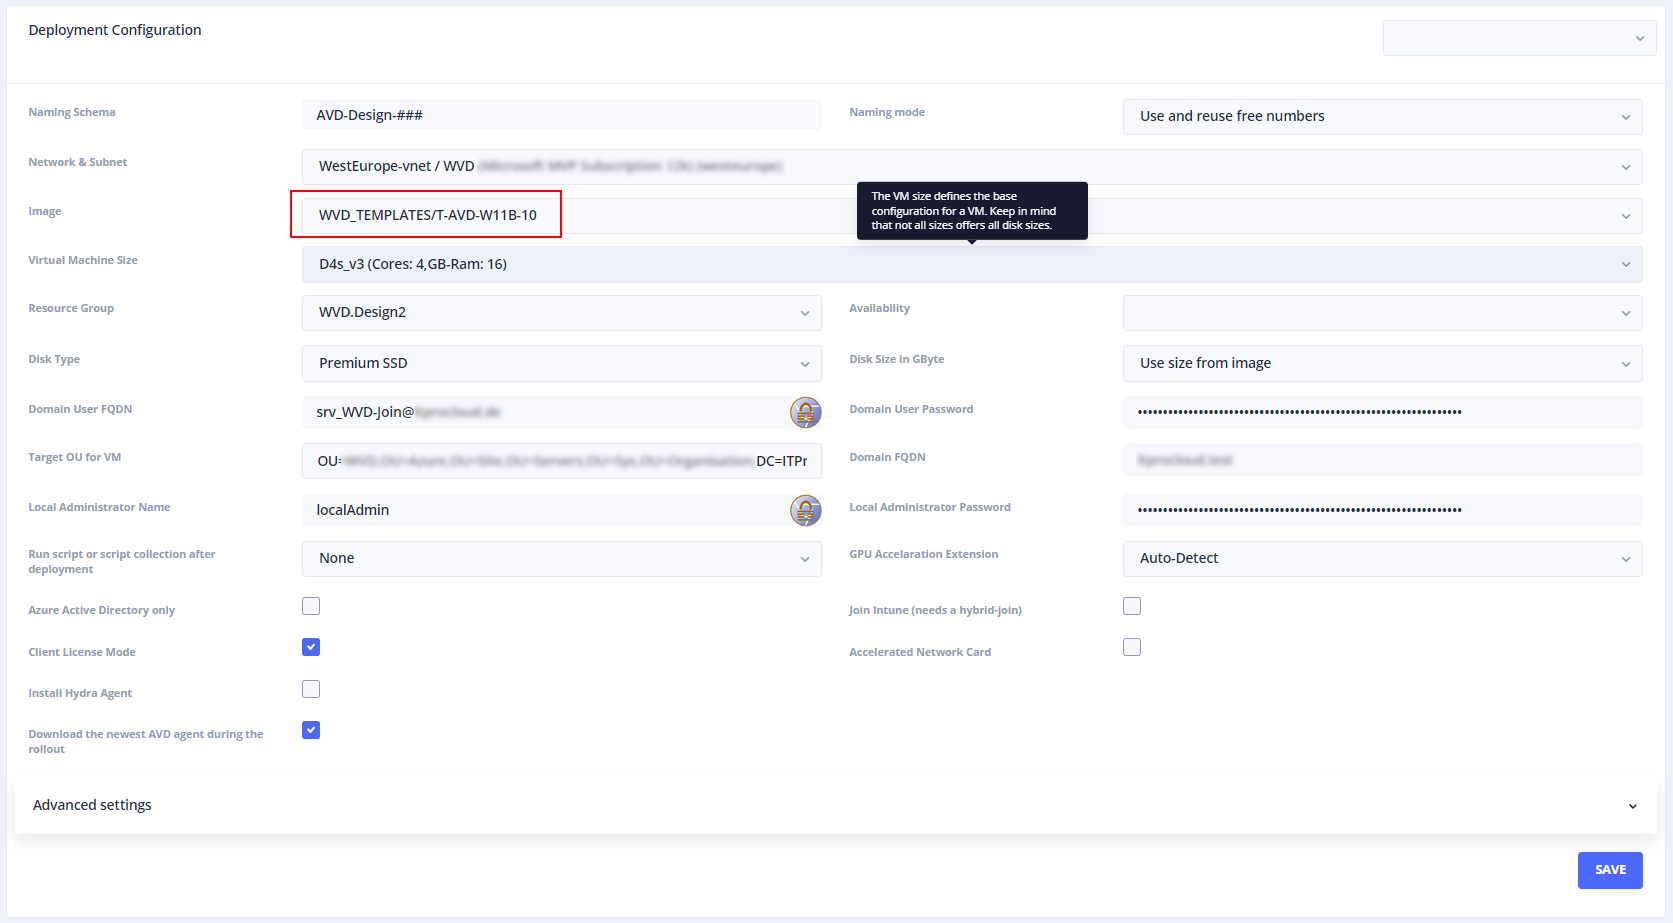 Deployment Configuration
Naming Schema
AVD-Design-###
Naming mode
Use and reuse free numbers
Network & Subnet
WestEurope-vnet / WVD
Image
WVD_TEMPLATES/T-AVD-W11B-10
The VM size defines the base
configuration for a VM. Keep in mind
that not all sizes offers all disk sizes.
Virtual Machine Size
D4s_v3 (Cores: 4,GB-Ram: 16)
Resource Group
WVD.Design2
Availability
Disk Type
Premium SSD
Disk Size in GByte
Use size from image
Domain User FQDN
srv_WVD-Join@
Domain User Password
Target OU for VM
OU= DC=ITPr
Domain FQDN
Local Administrator Name
localAdmin
Local Administrator Password
Run script or script collection after
deployment
None
GPU Accelaration Extension
Auto-Detect
Azure Active Directory only
Join Intune (needs a hybrid-join)
Client License Mode
Accelerated Network Card
Install Hydra Agent
Download the newest AVD agent during the
rollout
Advanced settings
SAVE